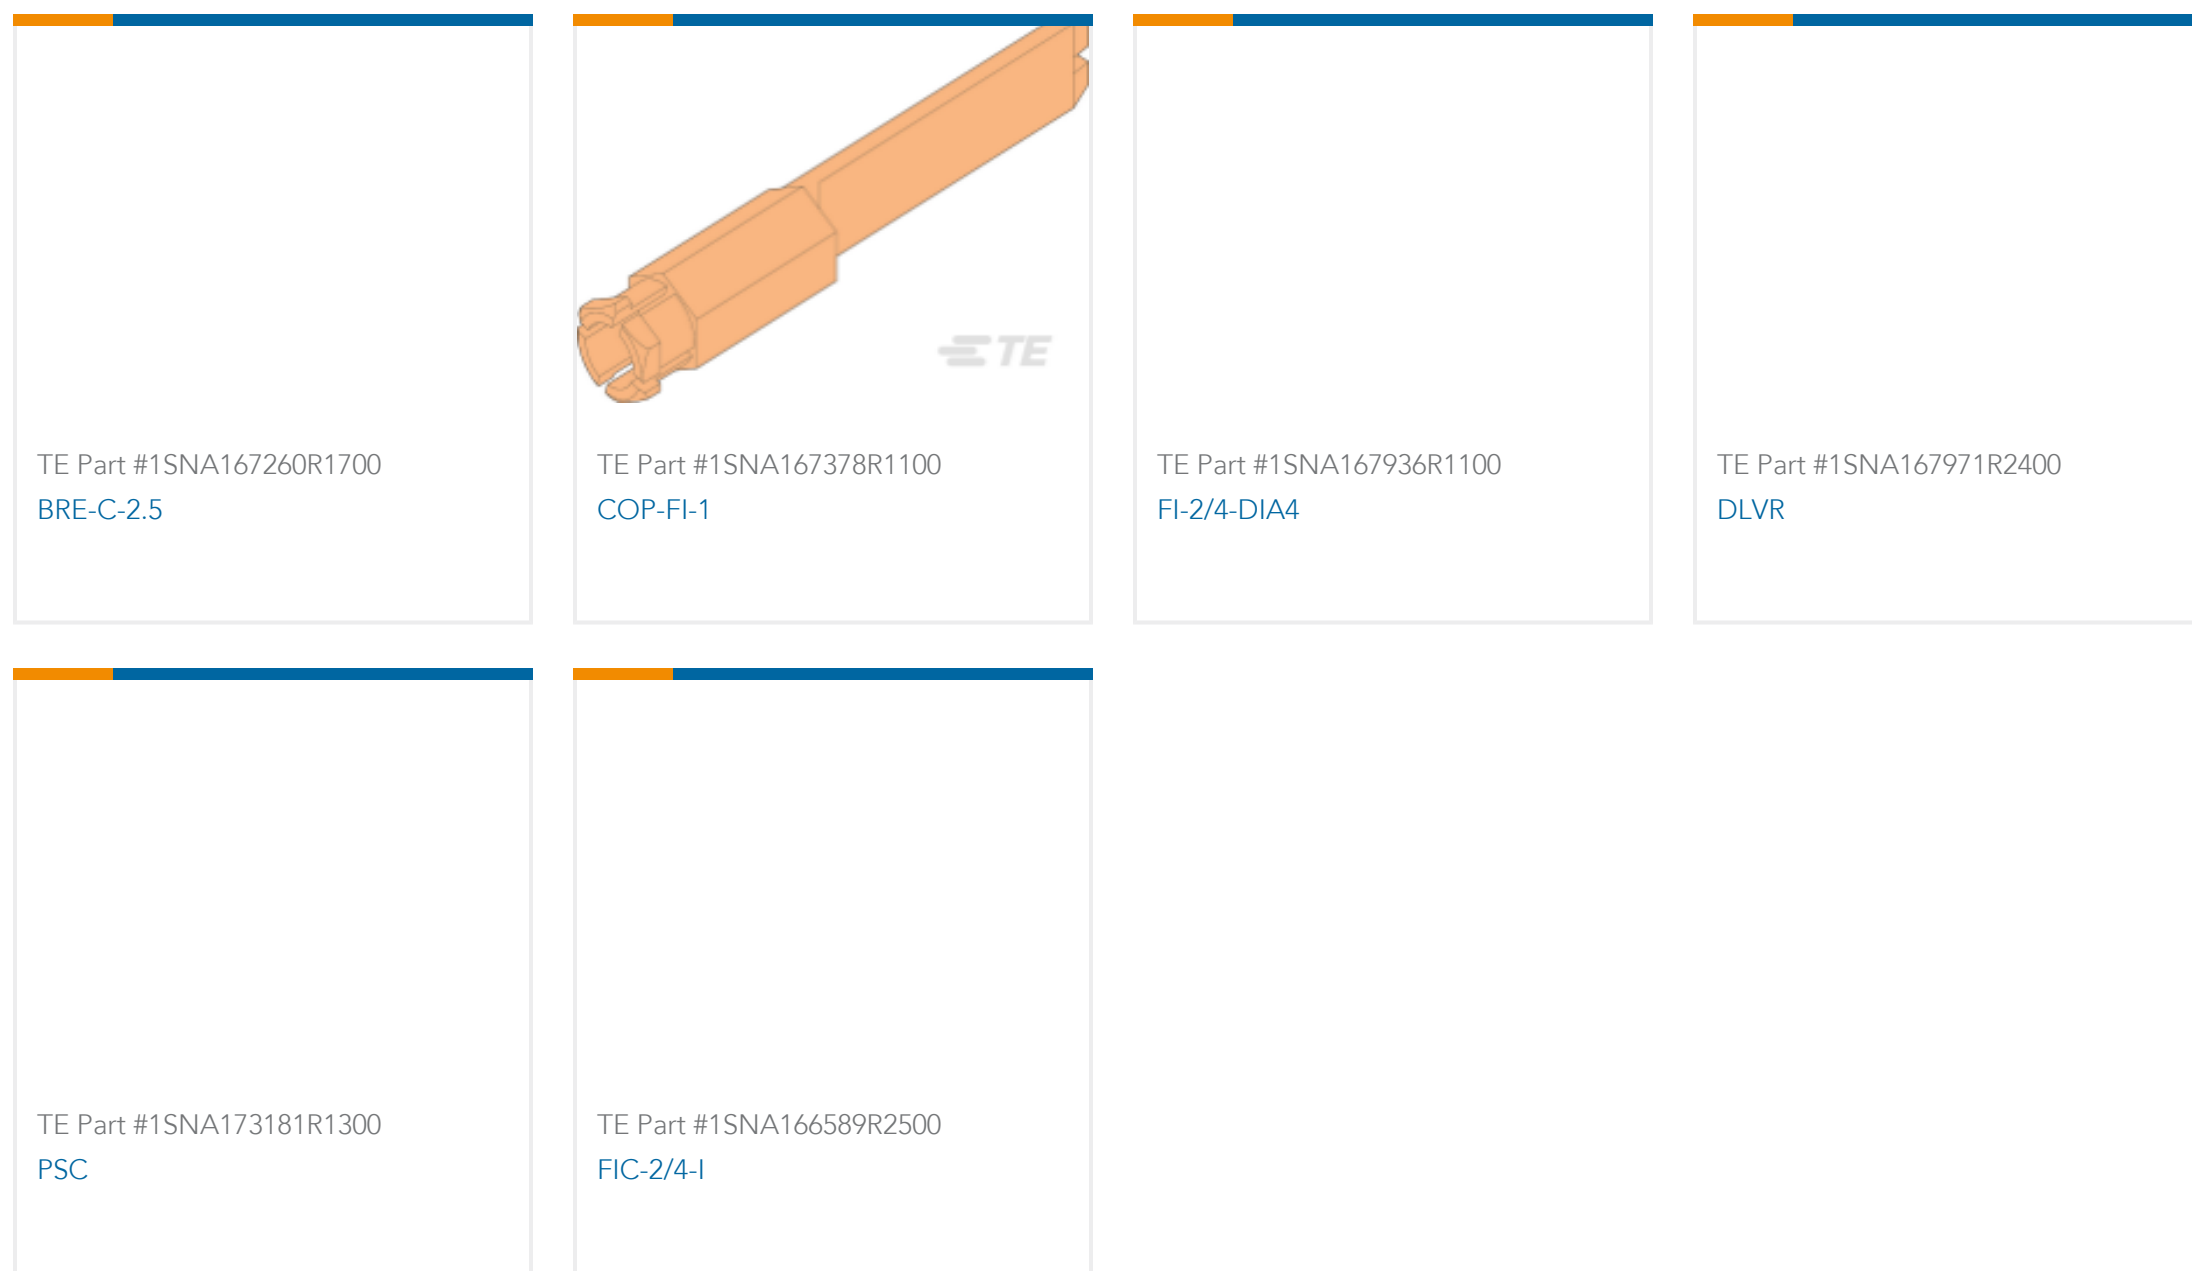 TE
TE Part #1SNA167260R1700
BRE-C-2.5
TE Part #1SNA167378R1100
COP-FI-1
TE Part #1SNA167936R1100
FI-2/4-DIA4
TE Part #1SNA167971R2400
DLVR
TE Part #1SNA173181R1300
PSC
TE Part #1SNA166589R2500
FIC-2/4-I